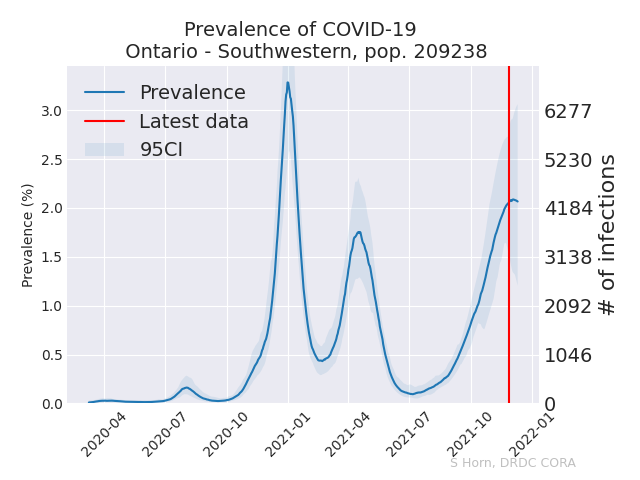 Prevalence of COVID-19
Ontario - Southwestern, pop. 209238
Prevalence
Latest data
95CI
Prevalence (%)
3.0
2.5
2.0
1.5
1.0
0.5
0.0
6277
5230
4184
3138
2092
1046
0
# of infections
2020-04
2020-07
2020-10
2021-01
2021-04
2021-07
2021-10
2022-01
S Horn, DRDC CORA